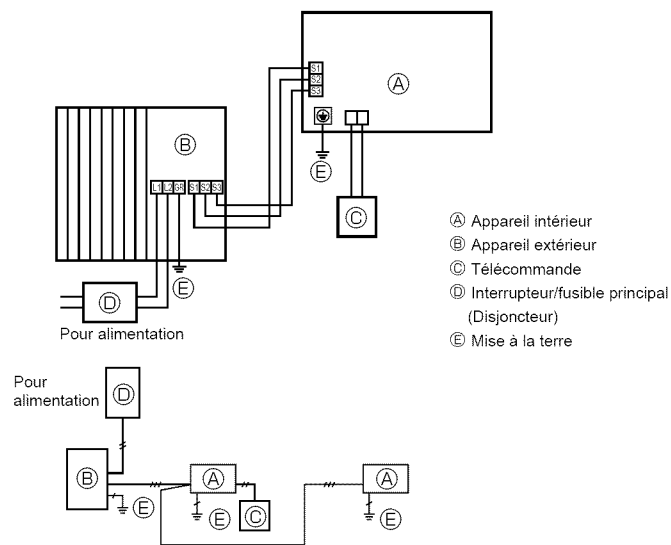 S1
S2
S3
A
B
L1 L2 GR S1 S2 S3
E
C
E
D
Pour alimentation
A Appareil intérieur
B Appareil extérieur
C Télécommande
D Interrupteur/fusible principal
(Disjoncteur)
E Mise à la terre
Pour
alimentation
D
B
A
A
E
E
C
E